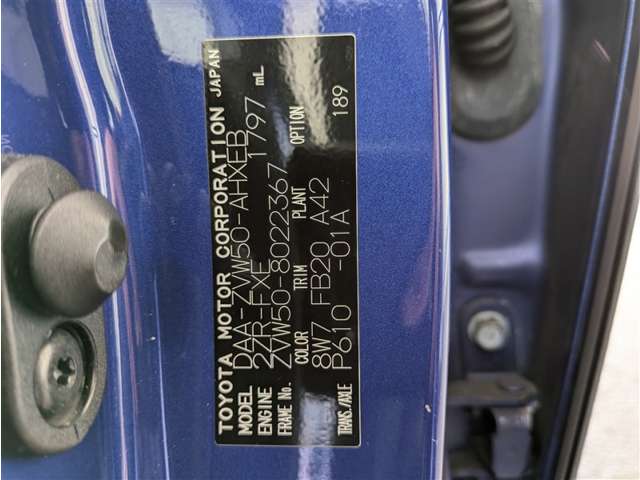 TOYOTA MOTOR CORPORATION JAPAN
MODEL DAA-ZVW50-AHXEB
ENGINE 2ZR-FXE 1797 mL
FRAME No. ZVW50-8022367
COLOR TRIM PLANT OPTION
8W7 FB20 A42 189
TRANS./AXLE P610 -01A